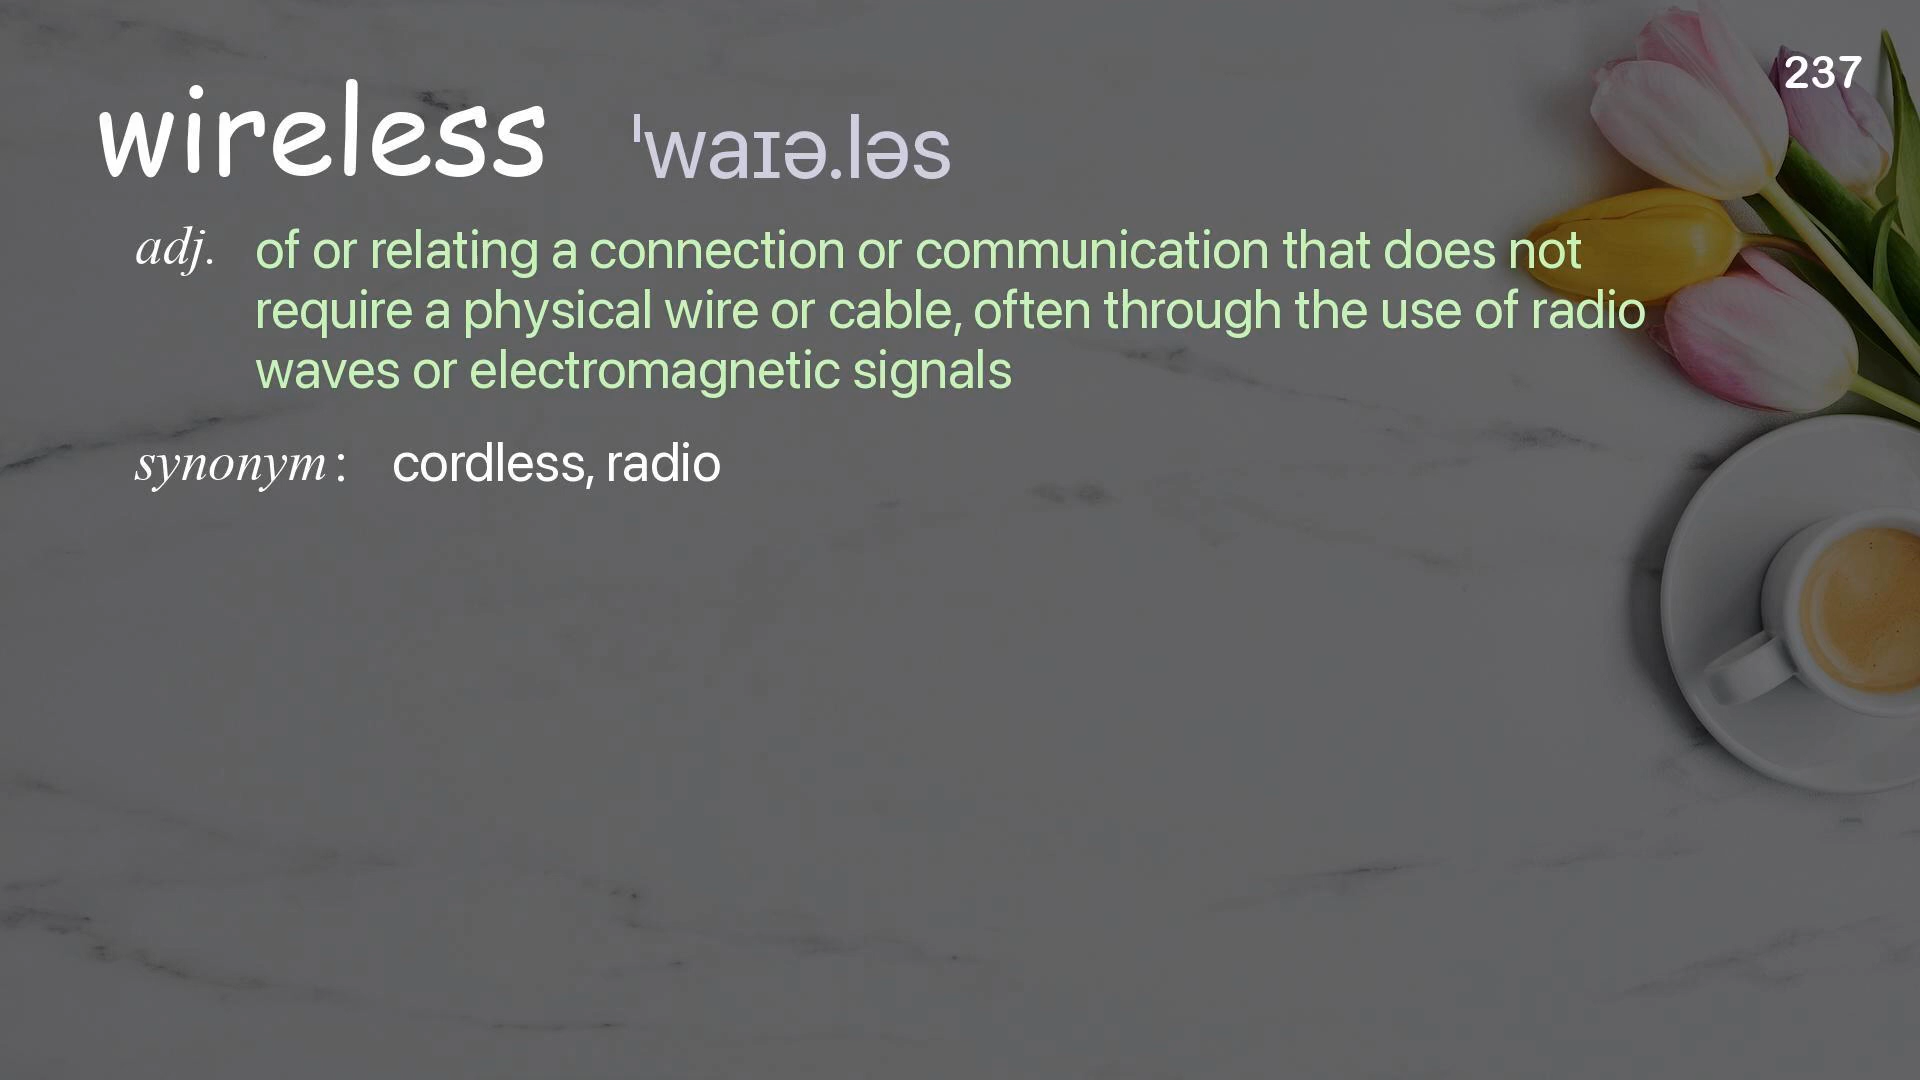 237
wireless ˈwaɪə.ləs
adj. of or relating a connection or communication that does not
require a physical wire or cable, often through the use of radio
waves or electromagnetic signals
synonym: cordless, radio